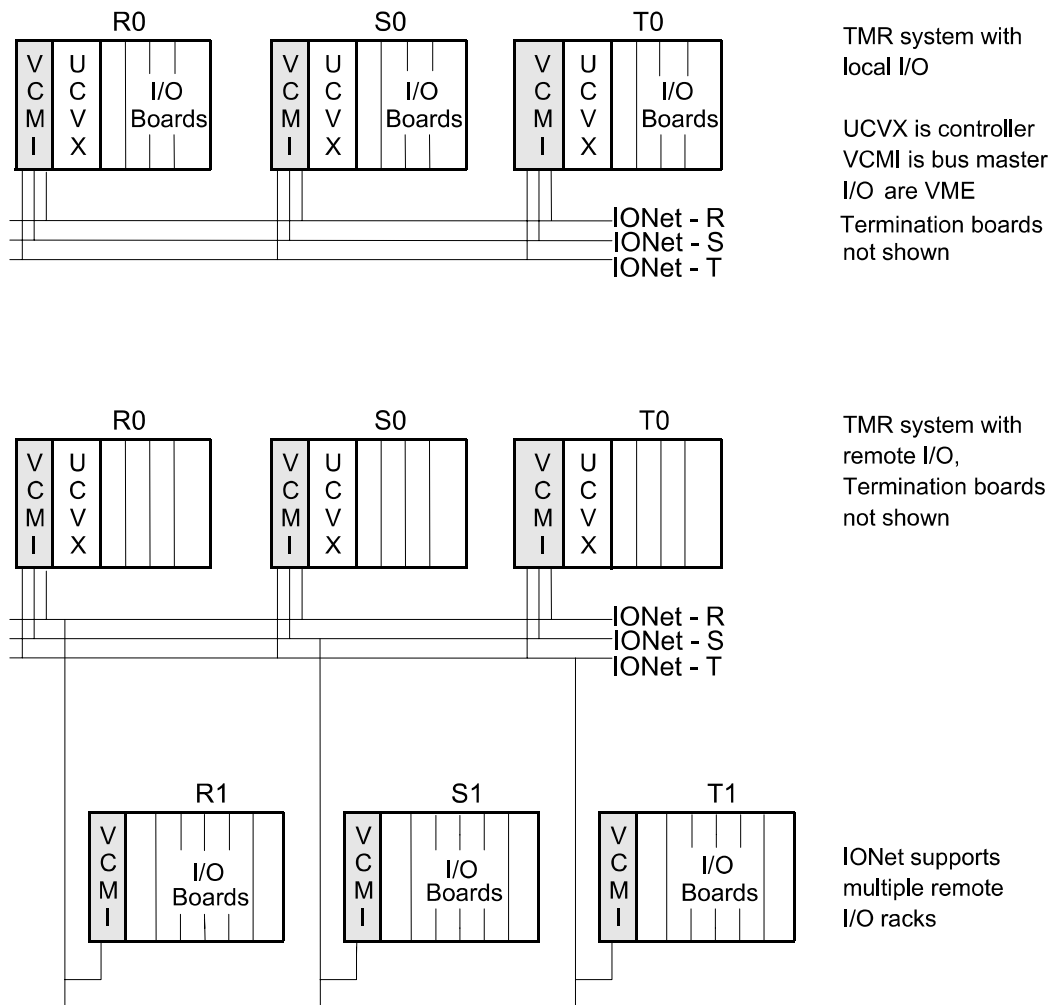 R0
S0
T0
V
C
M
I
U
C
V
X
I/O
Boards
V
C
M
I
U
C
V
X
I/O
Boards
V
C
M
I
U
C
V
X
I/O
Boards
TMR system with
local I/O
UCVX is controller
VCMI is bus master
I/O are VME
Termination boards
not shown
IONet - R
IONet - S
IONet - T
R0
S0
T0
V
C
M
I
U
C
V
X
V
C
M
I
U
C
V
X
V
C
M
I
U
C
V
X
TMR system with
remote I/O,
Termination boards
not shown
IONet - R
IONet - S
IONet - T
R1
S1
T1
V
C
M
I
I/O
Boards
V
C
M
I
I/O
Boards
V
C
M
I
I/O
Boards
IONet supports
multiple remote
I/O racks